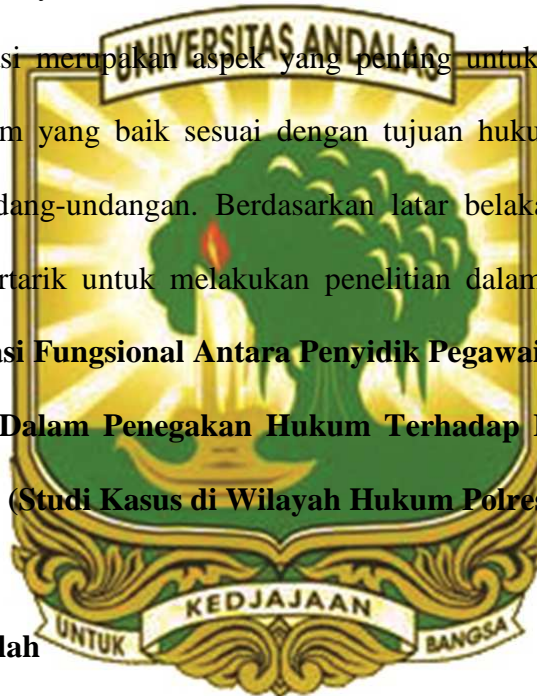 UNIVERSITAS ANDALAS
si merupakan aspek yang penting untuk
m yang baik sesuai dengan tujuan huku
dang-undangan. Berdasarkan latar belaka
rtarik untuk melakukan penelitian dalam
asi Fungsional Antara Penyidik Pegawai
Dalam Penegakan Hukum Terhadap
(Studi Kasus di Wilayah Hukum Polres
KEDJAJAAN
UNTUK BANGSA
lah